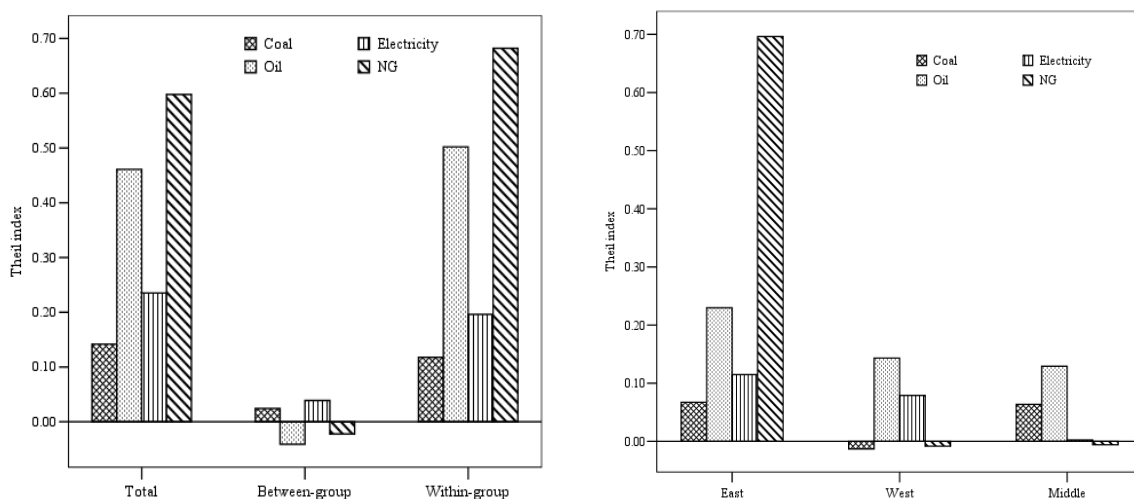 0.70
0.60
0.50
0.40
0.30
0.20
0.10
0.00
Theil index
Coal
Electricity
Oil
NG
Total
Between-group
Within-group
0.70
0.60
0.50
0.40
0.30
0.20
0.10
0.00
Theil index
Coal
Electricity
Oil
NG
East
West
Middle